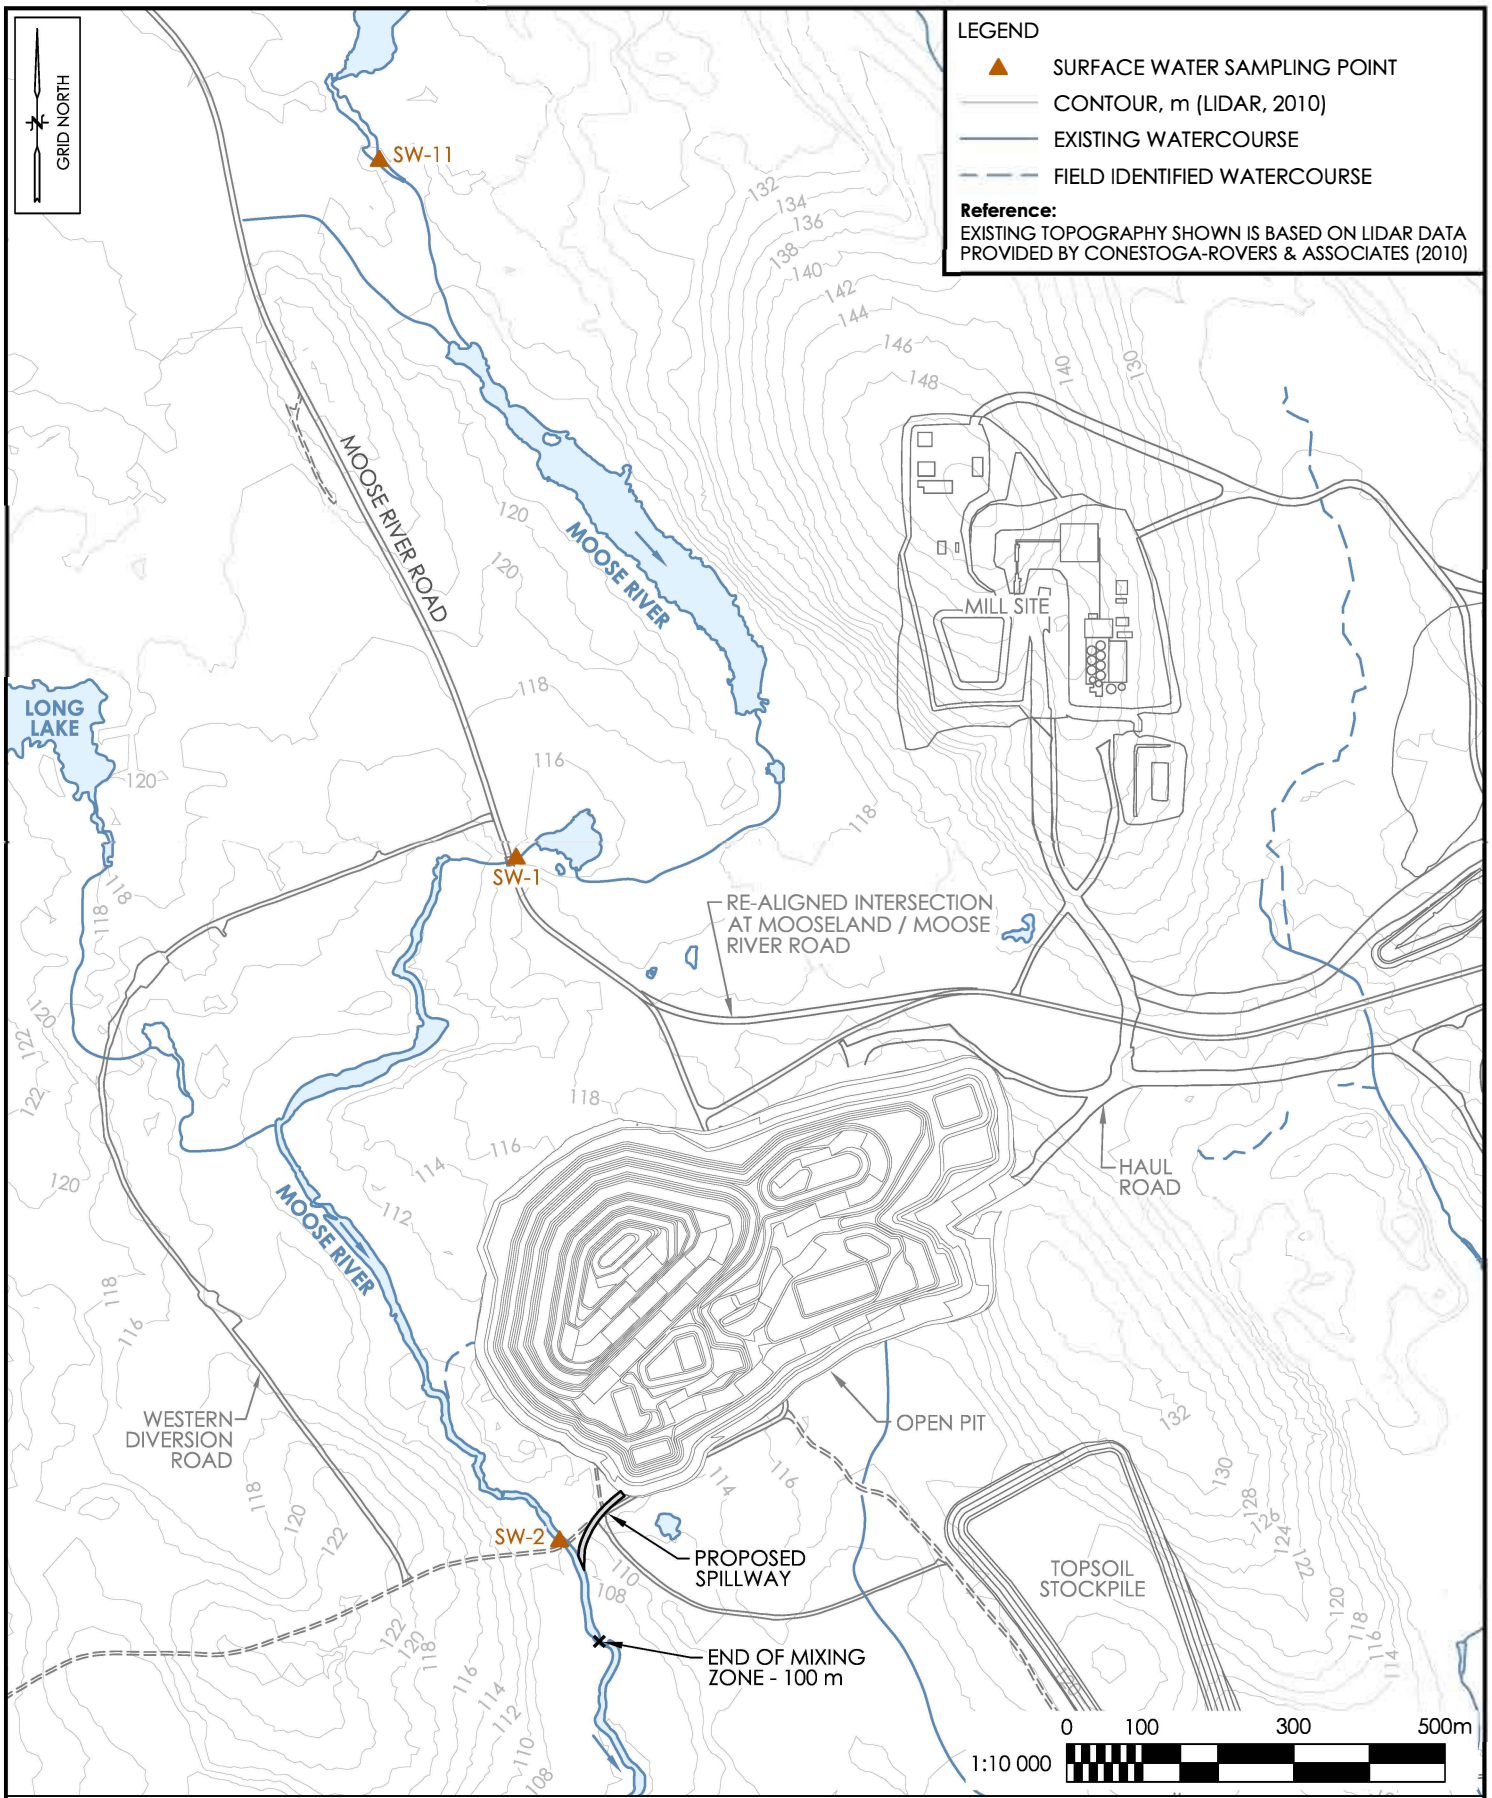 GRID NORTH
LEGEND
SURFACE WATER SAMPLING POINT
CONTOUR, m (LIDAR, 2010)
EXISTING WATERCOURSE
FIELD IDENTIFIED WATERCOURSE
Reference:
EXISTING TOPOGRAPHY SHOWN IS BASED ON LIDAR DATA
PROVIDED BY CONESTOGA-ROVERS & ASSOCIATES (2010)
SW-11
132
134
136
138
140
142
144
146
148
140
130
MOOSE RIVER ROAD
120
120
MOOSE RIVER
MILL SITE
118
LONG
LAKE
120
116
118
SW-1
118
118
RE-ALIGNED INTERSECTION
AT MOOSELAND / MOOSE
RIVER ROAD
120
122
122
118
116
114
112
120
HAUL
ROAD
MOOSE RIVER
118
116
WESTERN
DIVERSION
ROAD
OPEN PIT
132
130
128
126
124
122
120
118
116
114
114
116
118
120
122
SW-2
PROPOSED
SPILLWAY
110
108
TOPSOIL
STOCKPILE
END OF MIXING
ZONE - 100 m
122
120
118
116
114
112
110
108
0 100 300 500m
1:10 000